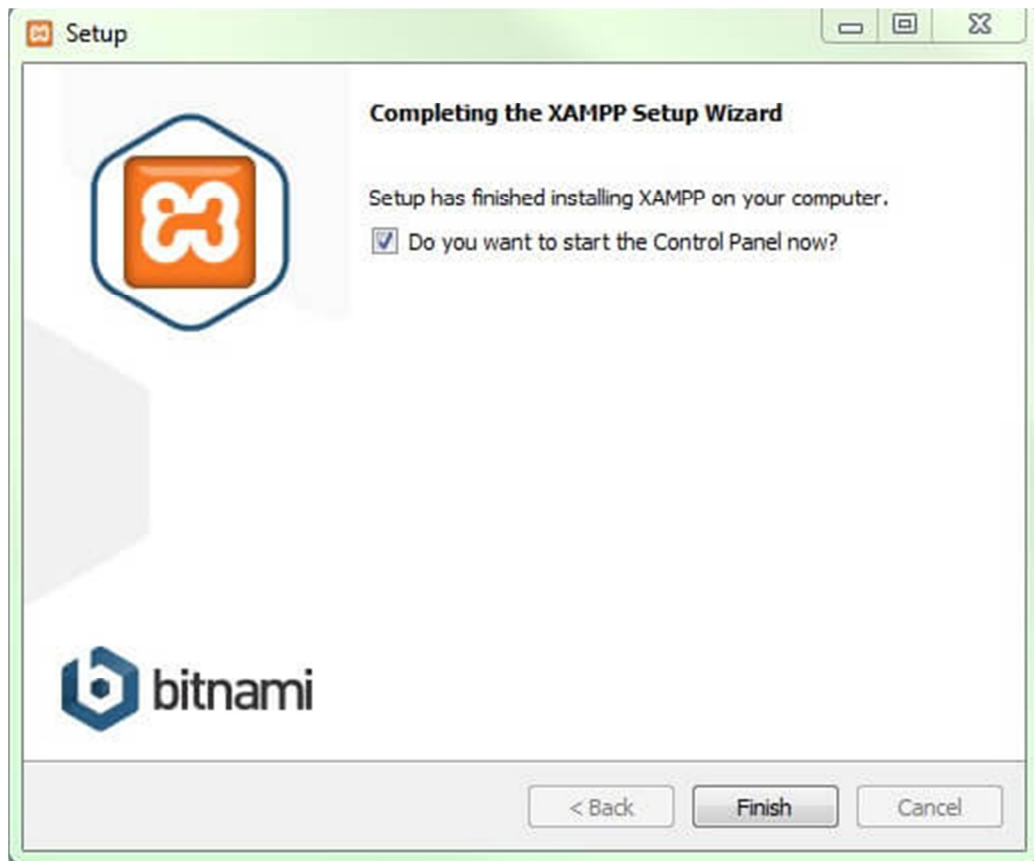 Setup
Completing the XAMPP Setup Wizard
Setup has finished installing XAMPP on your computer.
Do you want to start the Control Panel now?
bitnami
< Back
Finish
Cancel